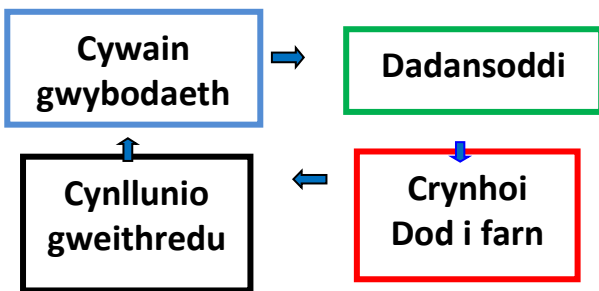 Cywain
gwybodaeth
Dadansoddi
Crynhoi
Dod i farn
Cynllunio
gweithredu